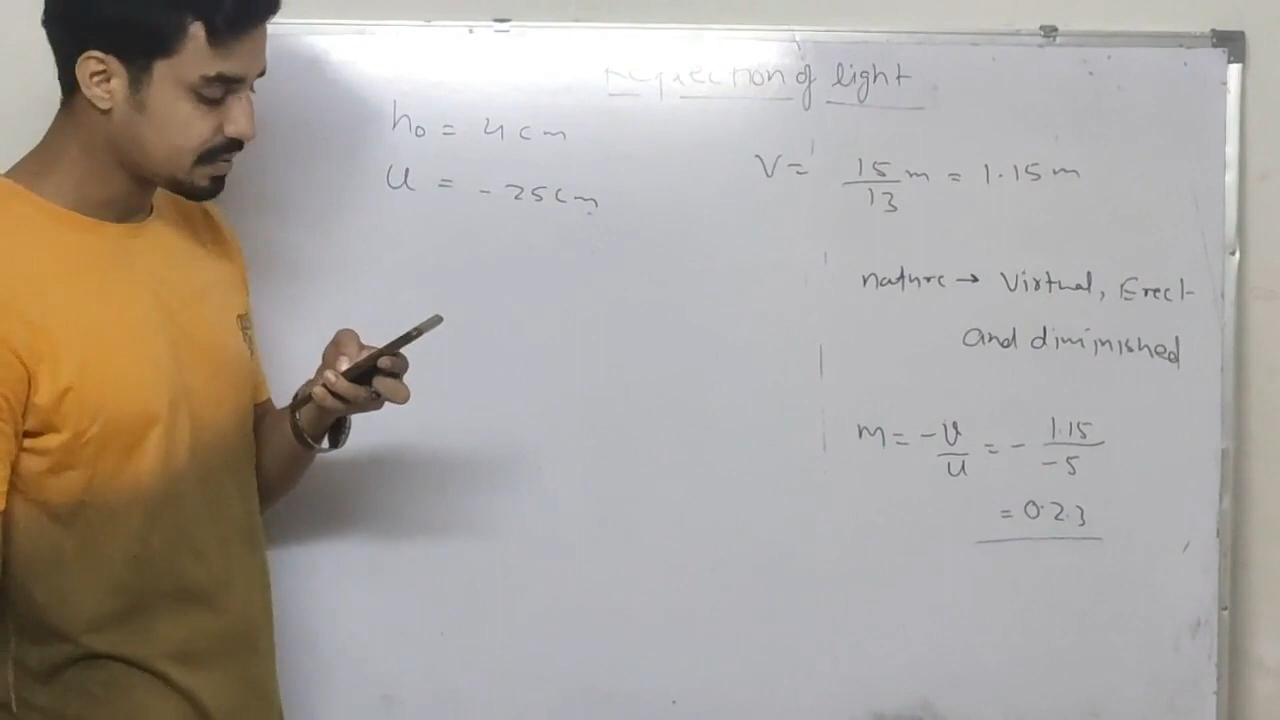 Reflection of light
h₀ = 4 cm
u = - 25 cm
V = 15/13 m = 1.15 m
nature → Virtual, Erect
and diminished
m = -v/u = - 1.15/-5
= 0.23